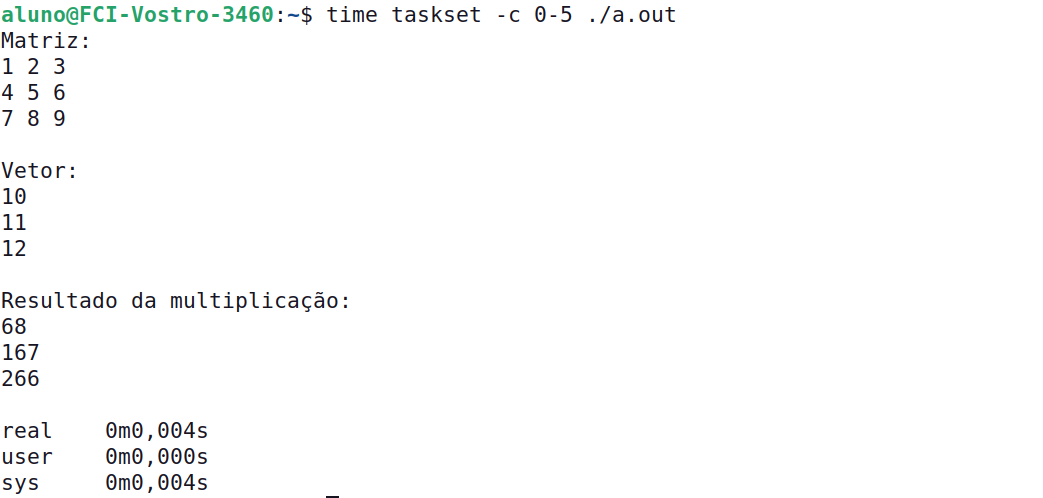 aluno@FCI-Vostro-3460:~$ time taskset -c 0-5 ./a.out
Matriz:
1 2 3
4 5 6
7 8 9
Vetor:
10
11
12
Resultado da multiplicação:
68
167
266
real 0m0,004s
user 0m0,000s
sys 0m0,004s